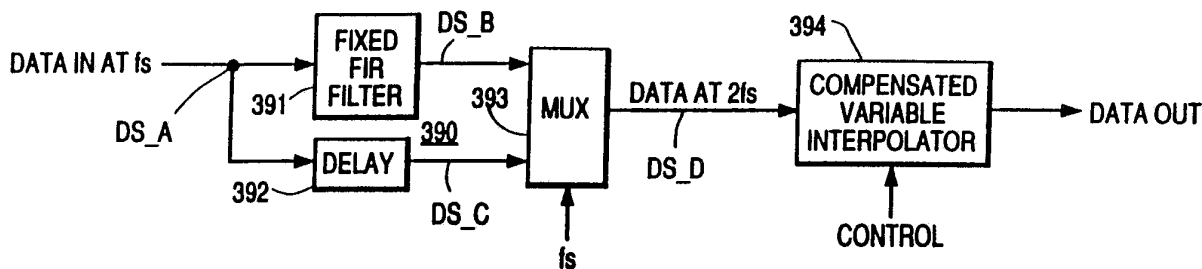 394
DATA IN AT fs
DS_A
391
FIXED
FIR
FILTER
DS_B
393
MUX
DATA AT 2fs
DS_D
COMPENSATED
VARIABLE
INTERPOLATOR
DATA OUT
390
392
DELAY
DS_C
fs
CONTROL